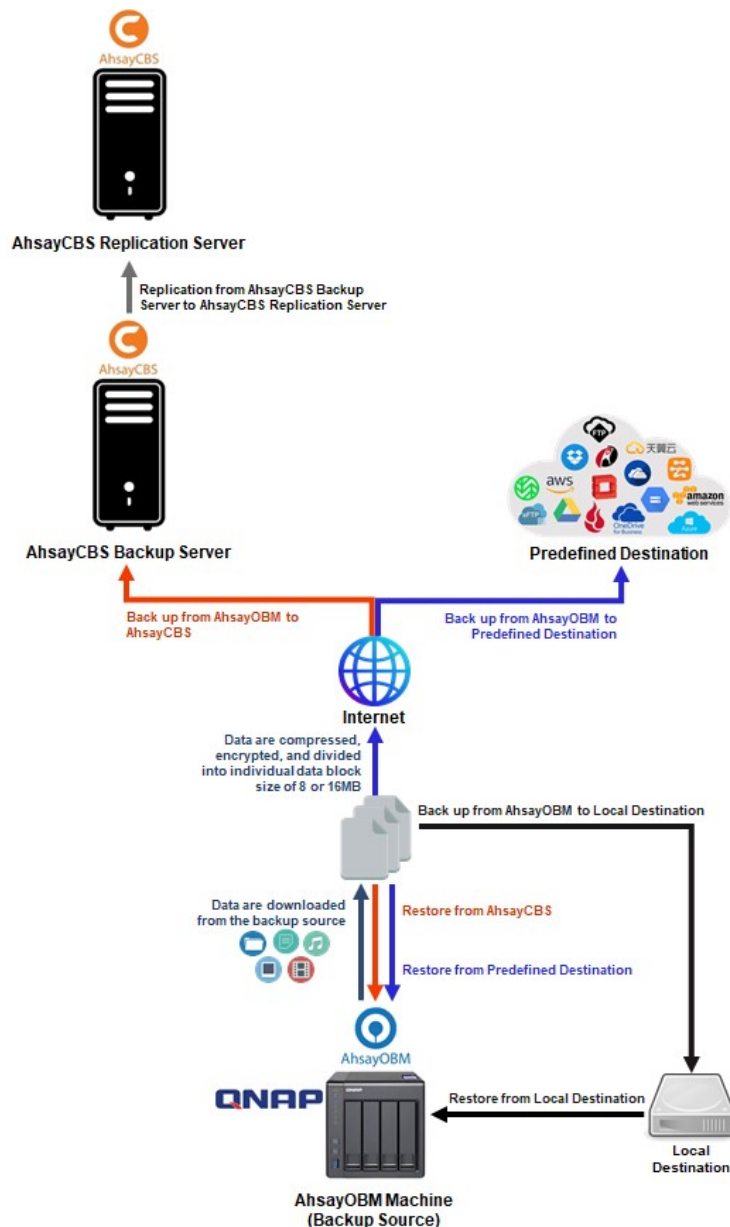 AhsayCBS
AhsayCBS Replication Server
Replication from AhsayCBS Backup
Server to AhsayCBS Replication Server
AhsayCBS
AhsayCBS Backup Server
FTP
天翼云
aws
amazon
web services
sFTP
OneDrive
for Business
Azure
Predefined Destination
Back up from AhsayOBM to
AhsayCBS
Back up from AhsayOBM to
Predefined Destination
Internet
Data are compressed,
encrypted, and divided
into individual data block
size of 8 or 16MB
Back up from AhsayOBM to Local Destination
Data are downloaded
from the backup source
Restore from AhsayCBS
Restore from Predefined Destination
AhsayOBM
QNAP
QNAP
Restore from Local Destination
Local
Destination
AhsayOBM Machine
(Backup Source)